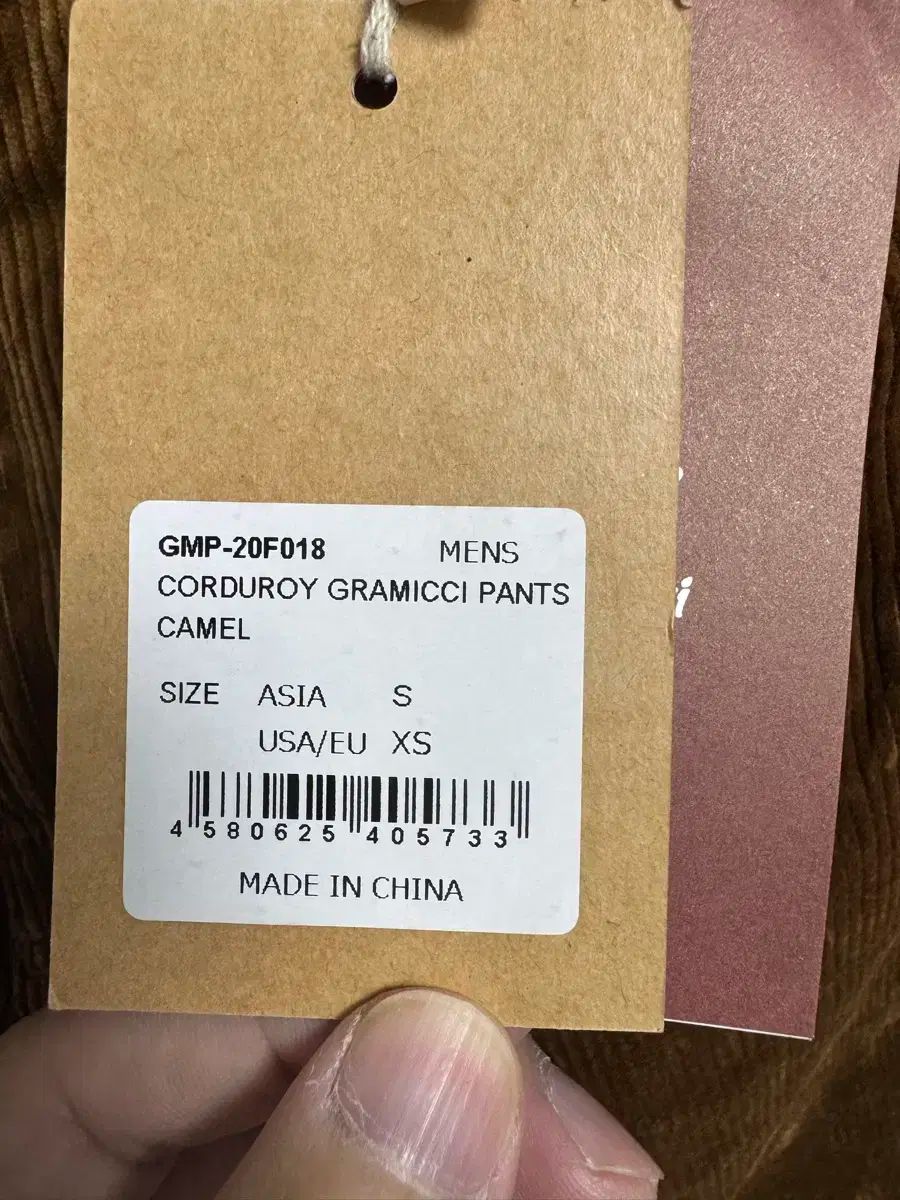 GMP-20F018 MENS
CORDUROY GRAMICCI PANTS
CAMEL
SIZE ASIA S
USA/EU XS
4 580625 405733
MADE IN CHINA